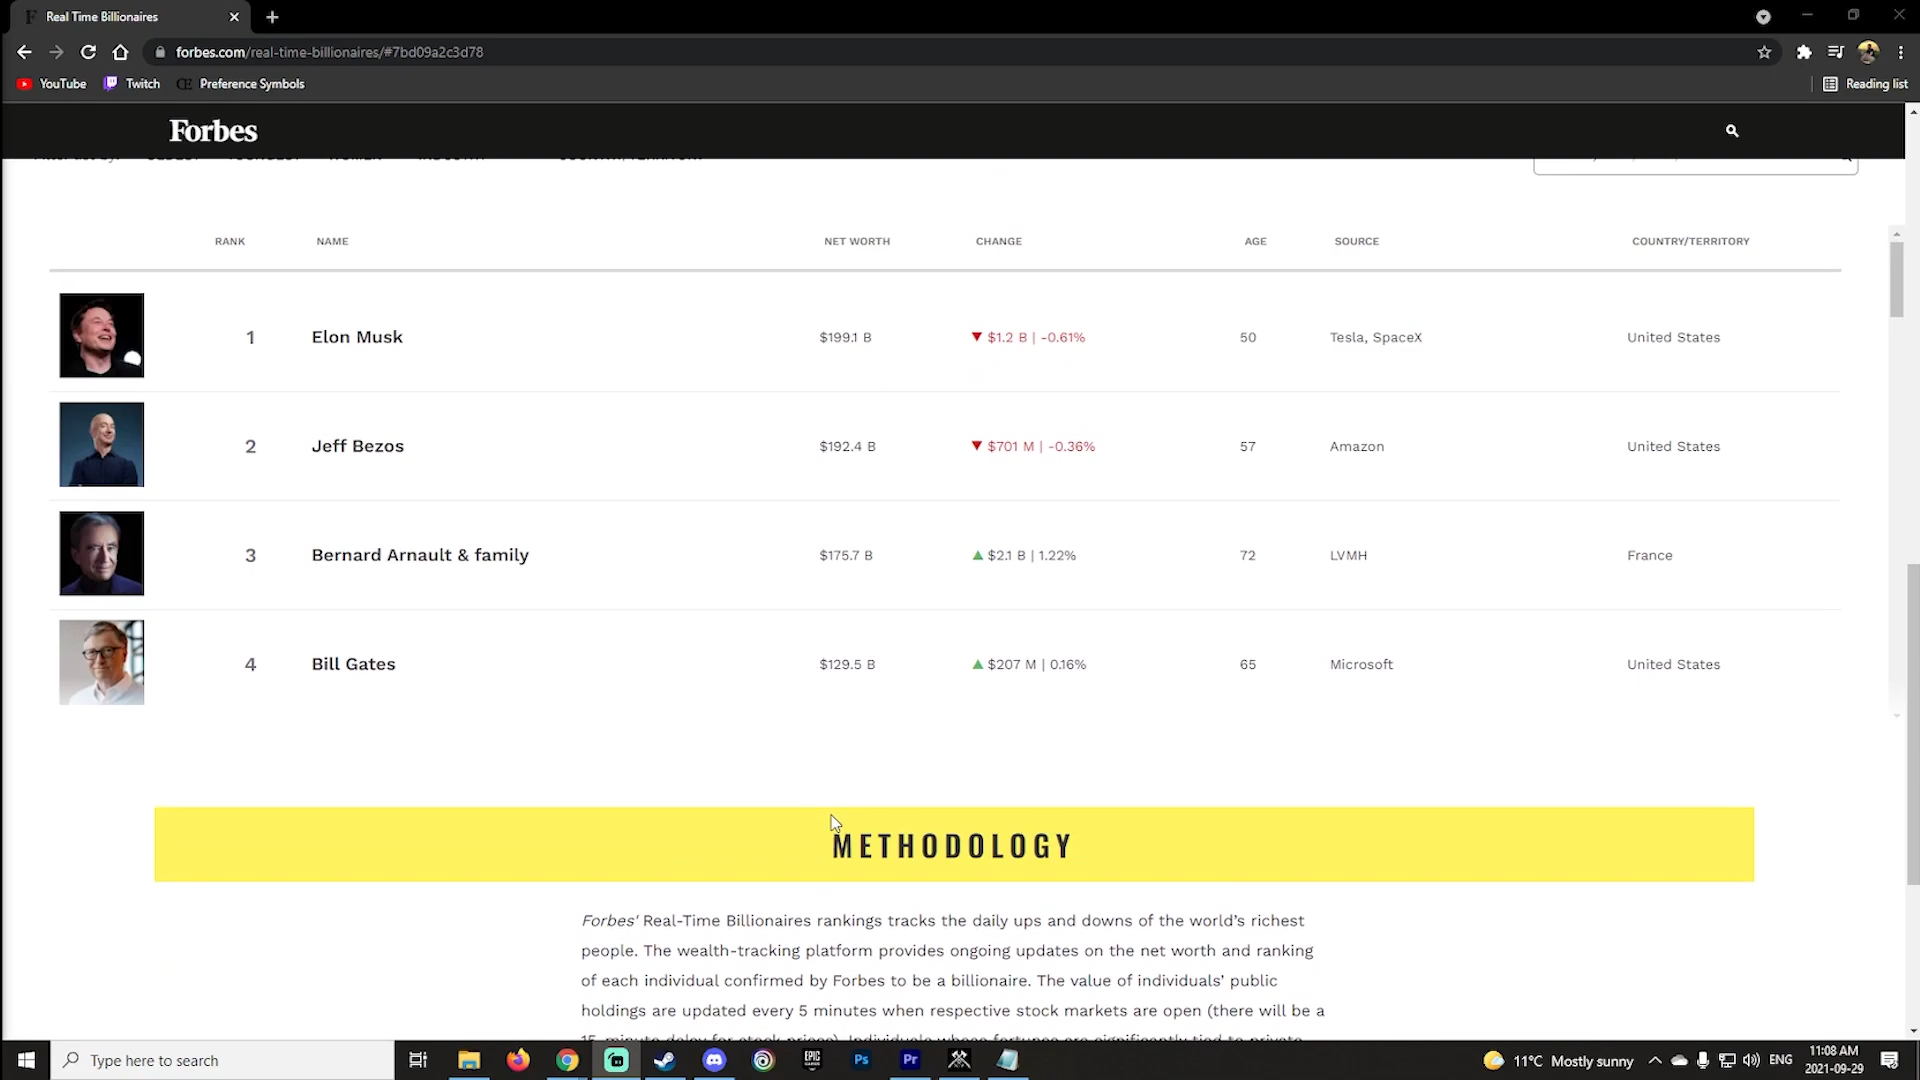 Real Time Billionaires
forbes.com/real-time-billionaires/#7bd09a2c3d78
YouTube Twitch Preference Symbols Reading list
Forbes
RANK NAME NET WORTH CHANGE AGE SOURCE COUNTRY/TERRITORY
1 Elon Musk $199.1 B ▼ $1.2 B | -0.61% 50 Tesla, SpaceX United States
2 Jeff Bezos $192.4 B ▼ $701 M | -0.36% 57 Amazon United States
3 Bernard Arnault & family $175.7 B ▲ $2.1 B | 1.22% 72 LVMH France
4 Bill Gates $129.5 B ▲ $207 M | 0.16% 65 Microsoft United States
METHODOLOGY
Forbes' Real-Time Billionaires rankings tracks the daily ups and downs of the world's richest
people. The wealth-tracking platform provides ongoing updates on the net worth and ranking
of each individual confirmed by Forbes to be a billionaire. The value of individuals' public
holdings are updated every 5 minutes when respective stock markets are open (there will be a
Type here to search
EPIC GAMES
Ps
Pr
11°C Mostly sunny
ENG
11:08 AM
2021-09-29